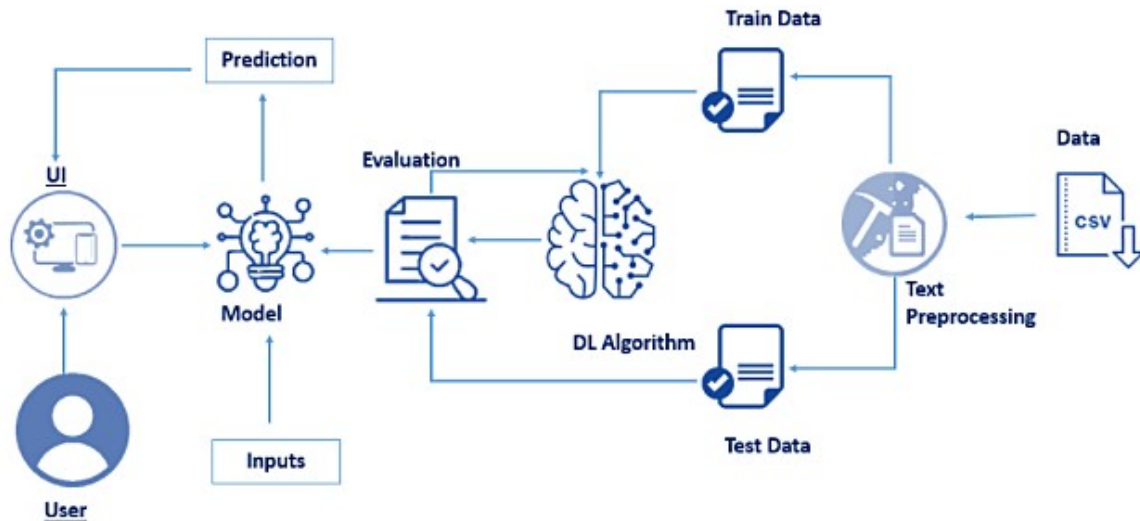 Train Data
Prediction
Evaluation
Data
UI
CSV
Model
Text
Preprocessing
DL Algorithm
Inputs
Test Data
User